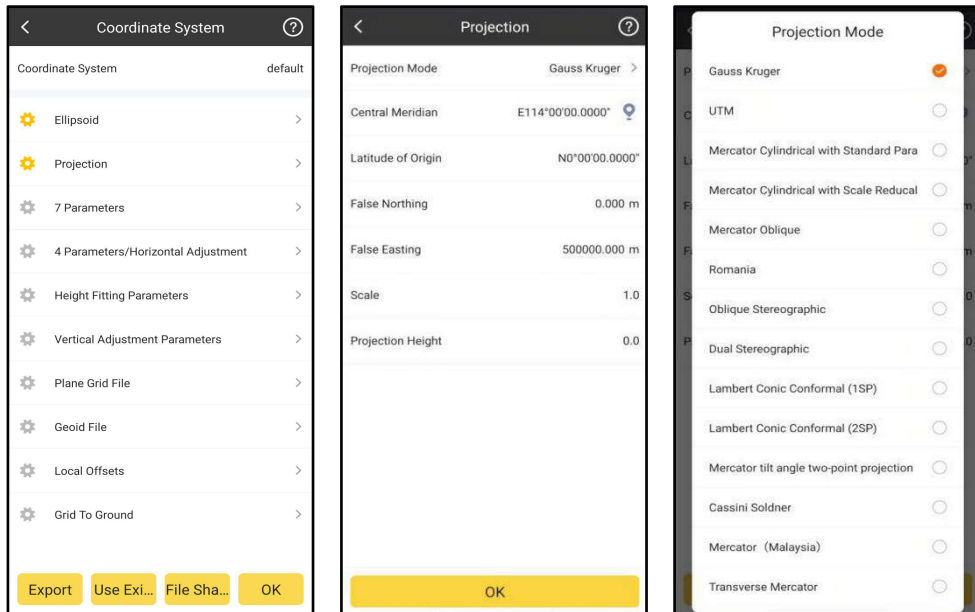 Coordinate System
Coordinate System default
Ellipsoid
Projection
7 Parameters
4 Parameters/Horizontal Adjustment
Height Fitting Parameters
Vertical Adjustment Parameters
Plane Grid File
Geoid File
Local Offsets
Grid To Ground
Export Use Exi... File Sha... OK
Projection
Projection Mode Gauss Kruger
Central Meridian E114°00'00.0000"
Latitude of Origin N0°00'00.0000"
False Northing 0.000 m
False Easting 500000.000 m
Scale 1.0
Projection Height 0.0
OK
Projection Mode
Gauss Kruger
UTM
Mercator Cylindrical with Standard Para
Mercator Cylindrical with Scale Reducal
Mercator Oblique
Romania
Oblique Stereographic
Dual Stereographic
Lambert Conic Conformal (1SP)
Lambert Conic Conformal (2SP)
Mercator tilt angle two-point projection
Cassini Soldner
Mercator（Malaysia）
Transverse Mercator